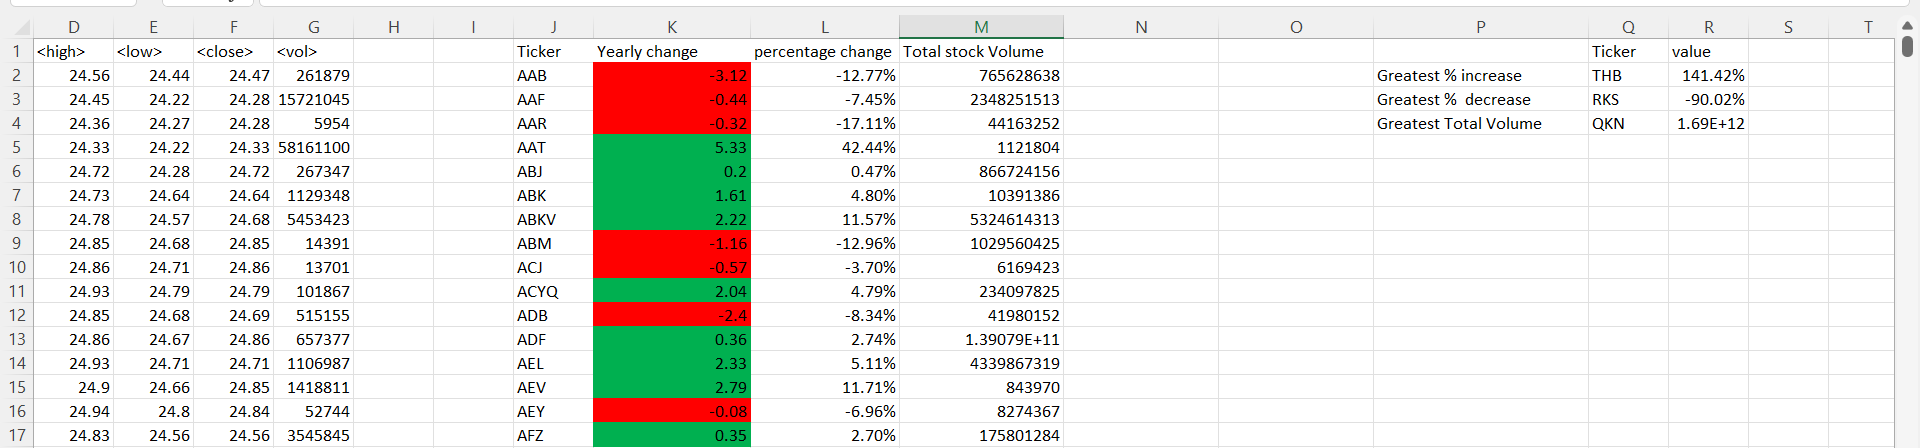 D E F G H I J K L M N O P Q R S T
1 <high> <low> <close> <vol> Ticker Yearly change percentage change Total stock Volume Ticker value
2 24.56 24.44 24.47 261879 AAB -3.12 -12.77% 765628638 Greatest % increase THB 141.42%
3 24.45 24.22 24.28 15721045 AAF -0.44 -7.45% 2348251513 Greatest %  decrease RKS -90.02%
4 24.36 24.27 24.28 5954 AAR -0.32 -17.11% 44163252 Greatest Total Volume QKN 1.69E+12
5 24.33 24.22 24.33 58161100 AAT 5.33 42.44% 1121804
6 24.72 24.28 24.72 267347 ABJ 0.2 0.47% 866724156
7 24.73 24.64 24.64 1129348 ABK 1.61 4.80% 10391386
8 24.78 24.57 24.68 5453423 ABKV 2.22 11.57% 5324614313
9 24.85 24.68 24.85 14391 ABM -1.16 -12.96% 1029560425
10 24.86 24.71 24.86 13701 ACJ -0.57 -3.70% 6169423
11 24.93 24.79 24.79 101867 ACYQ 2.04 4.79% 234097825
12 24.85 24.68 24.69 515155 ADB -2.4 -8.34% 41980152
13 24.86 24.67 24.86 657377 ADF 0.36 2.74% 1.39079E+11
14 24.93 24.71 24.71 1106987 AEL 2.33 5.11% 4339867319
15 24.9 24.66 24.85 1418811 AEV 2.79 11.71% 843970
16 24.94 24.8 24.84 52744 AEY -0.08 -6.96% 8274367
17 24.83 24.56 24.56 3545845 AFZ 0.35 2.70% 175801284